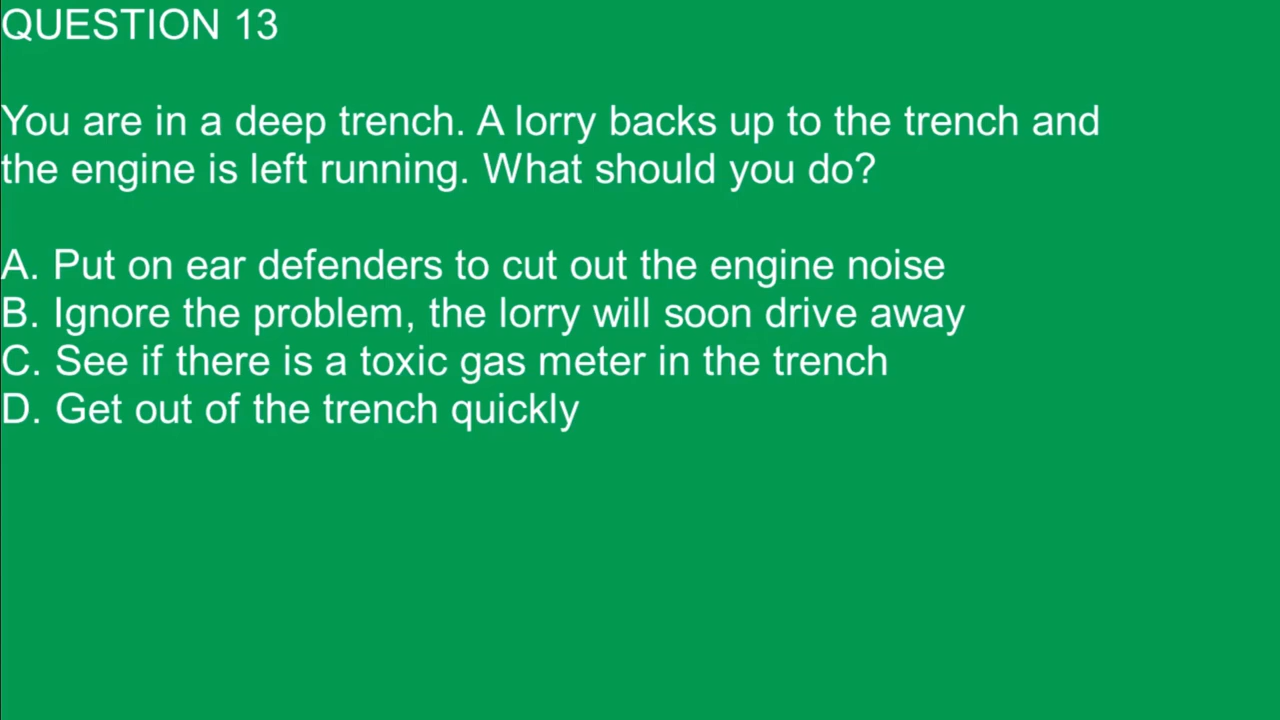 QUESTION 13
You are in a deep trench. A lorry backs up to the trench and
the engine is left running. What should you do?
A. Put on ear defenders to cut out the engine noise
B. Ignore the problem, the lorry will soon drive away
C. See if there is a toxic gas meter in the trench
D. Get out of the trench quickly